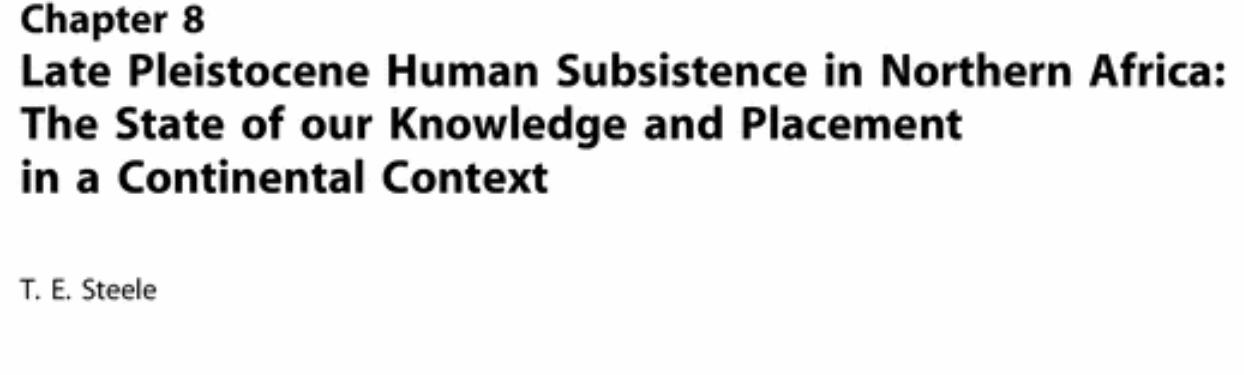 Chapter 8
Late Pleistocene Human Subsistence in Northern Africa:
The State of our Knowledge and Placement
in a Continental Context
T. E. Steele